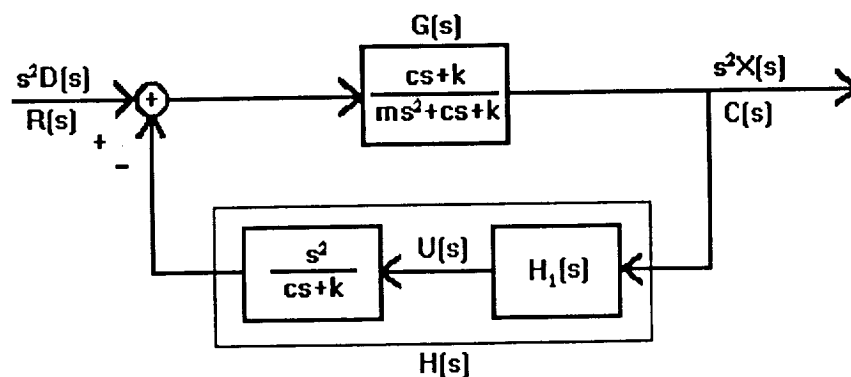 G(s)
s²D(s)
R(s)
+
+
-
cs+k
ms²+cs+k
s²X(s)
C(s)
s²
cs+k
U(s)
H₁(s)
H(s)